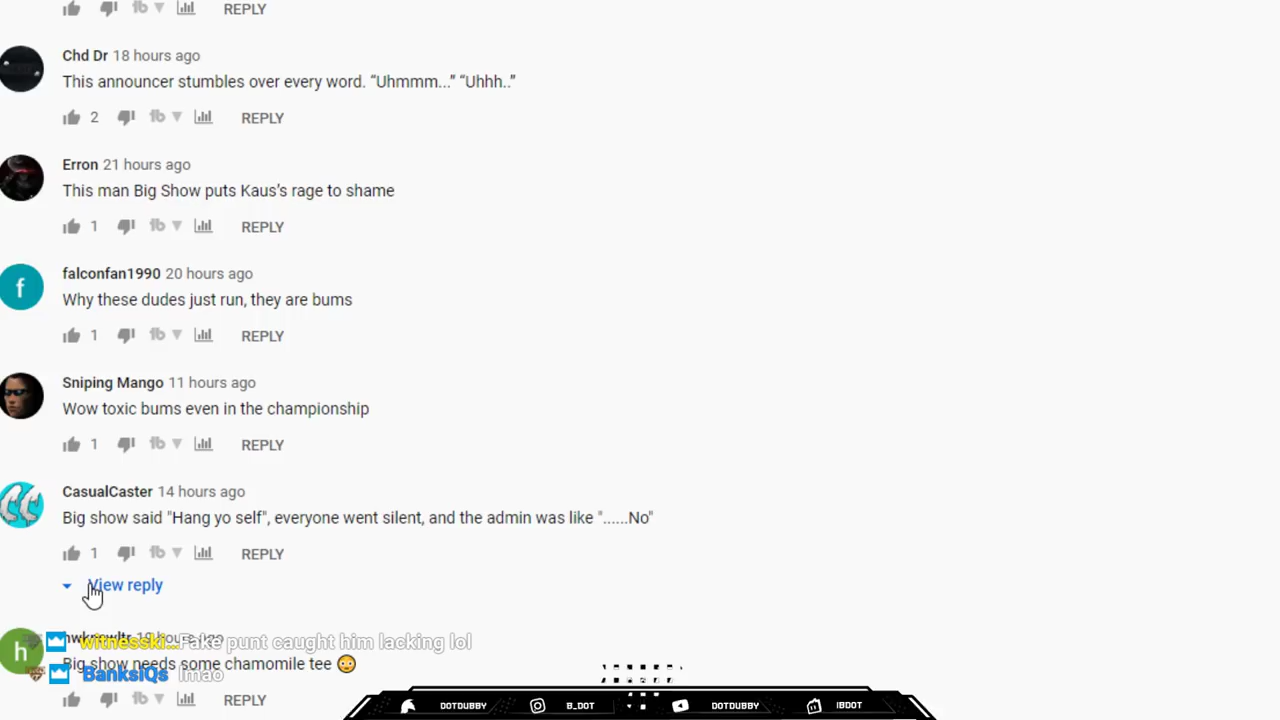 REPLY
Chd Dr 18 hours ago
This announcer stumbles over every word. “Uhmmm...” “Uhhh..”
2 REPLY
Erron 21 hours ago
This man Big Show puts Kaus’s rage to shame
1 REPLY
f
falconfan1990 20 hours ago
Why these dudes just run, they are bums
1 REPLY
Sniping Mango 11 hours ago
Wow toxic bums even in the championship
1 REPLY
CasualCaster 14 hours ago
Big show said "Hang yo self", everyone went silent, and the admin was like "......No"
1 REPLY
View reply
h
witnesski... Fake punt caught him lacking lol
Big show needs some chamomile tee
BanksiQs lmao
REPLY
DOTDUBBY B_DOT DOTDUBBY IBDOT